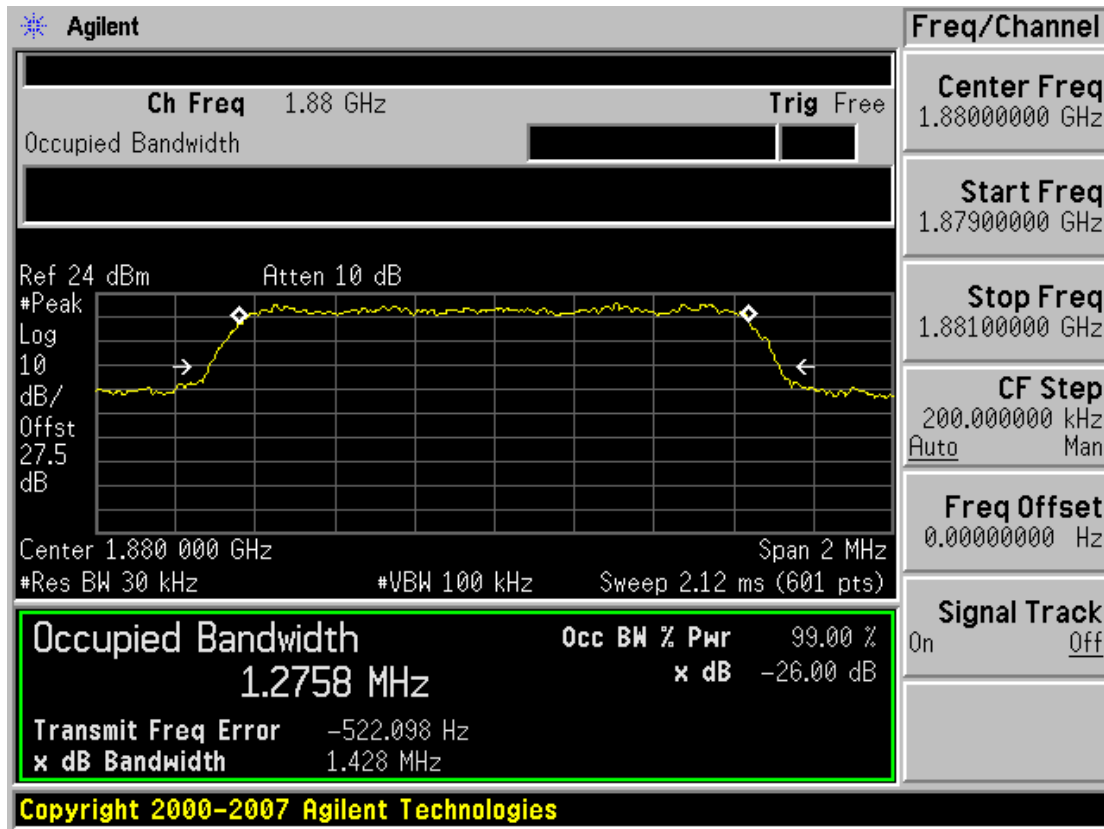 Agilent
Ch Freq 1.88 GHz Trig Free
Occupied Bandwidth
Ref 24 dBm Atten 10 dB
#Peak
Log
10
dB/
Offst
27.5
dB
Center 1.880 000 GHz Span 2 MHz
#Res BW 30 kHz #VBW 100 kHz Sweep 2.12 ms (601 pts)
Occupied Bandwidth
1.2758 MHz
Occ BW % Pwr 99.00 %
x dB -26.00 dB
Transmit Freq Error -522.098 Hz
x dB Bandwidth 1.428 MHz
Copyright 2000-2007 Agilent Technologies
Freq/Channel
Center Freq
1.88000000 GHz
Start Freq
1.87900000 GHz
Stop Freq
1.88100000 GHz
CF Step
200.000000 kHz
Auto Man
Freq Offset
0.00000000 Hz
Signal Track
On Off